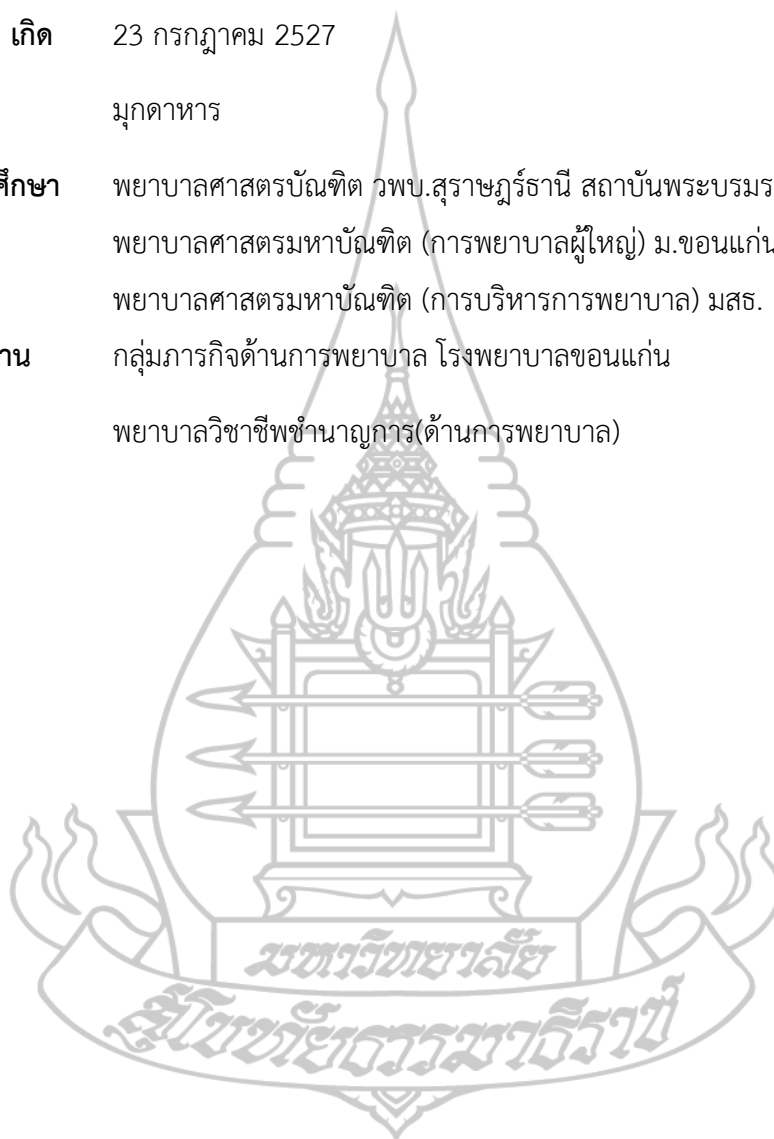 เกิด 23 กรกฎาคม 2527
มุกดาหาร
ศึกษา พยาบาลศาสตรบัณฑิต วพบ.สุราษฎร์ธานี สถาบันพระบรมร
พยาบาลศาสตรมหาบัณฑิต (การพยาบาลผู้ใหญ่) ม.ขอนแก่น
พยาบาลศาสตรมหาบัณฑิต (การบริหารการพยาบาล) มสธ.
าน กลุ่มภารกิจด้านการพยาบาล โรงพยาบาลขอนแก่น
พยาบาลวิชาชีพชำนาญการ(ด้านการพยาบาล)
มหาวิทยาลัย
สุโขทัยธรรมาธิราช